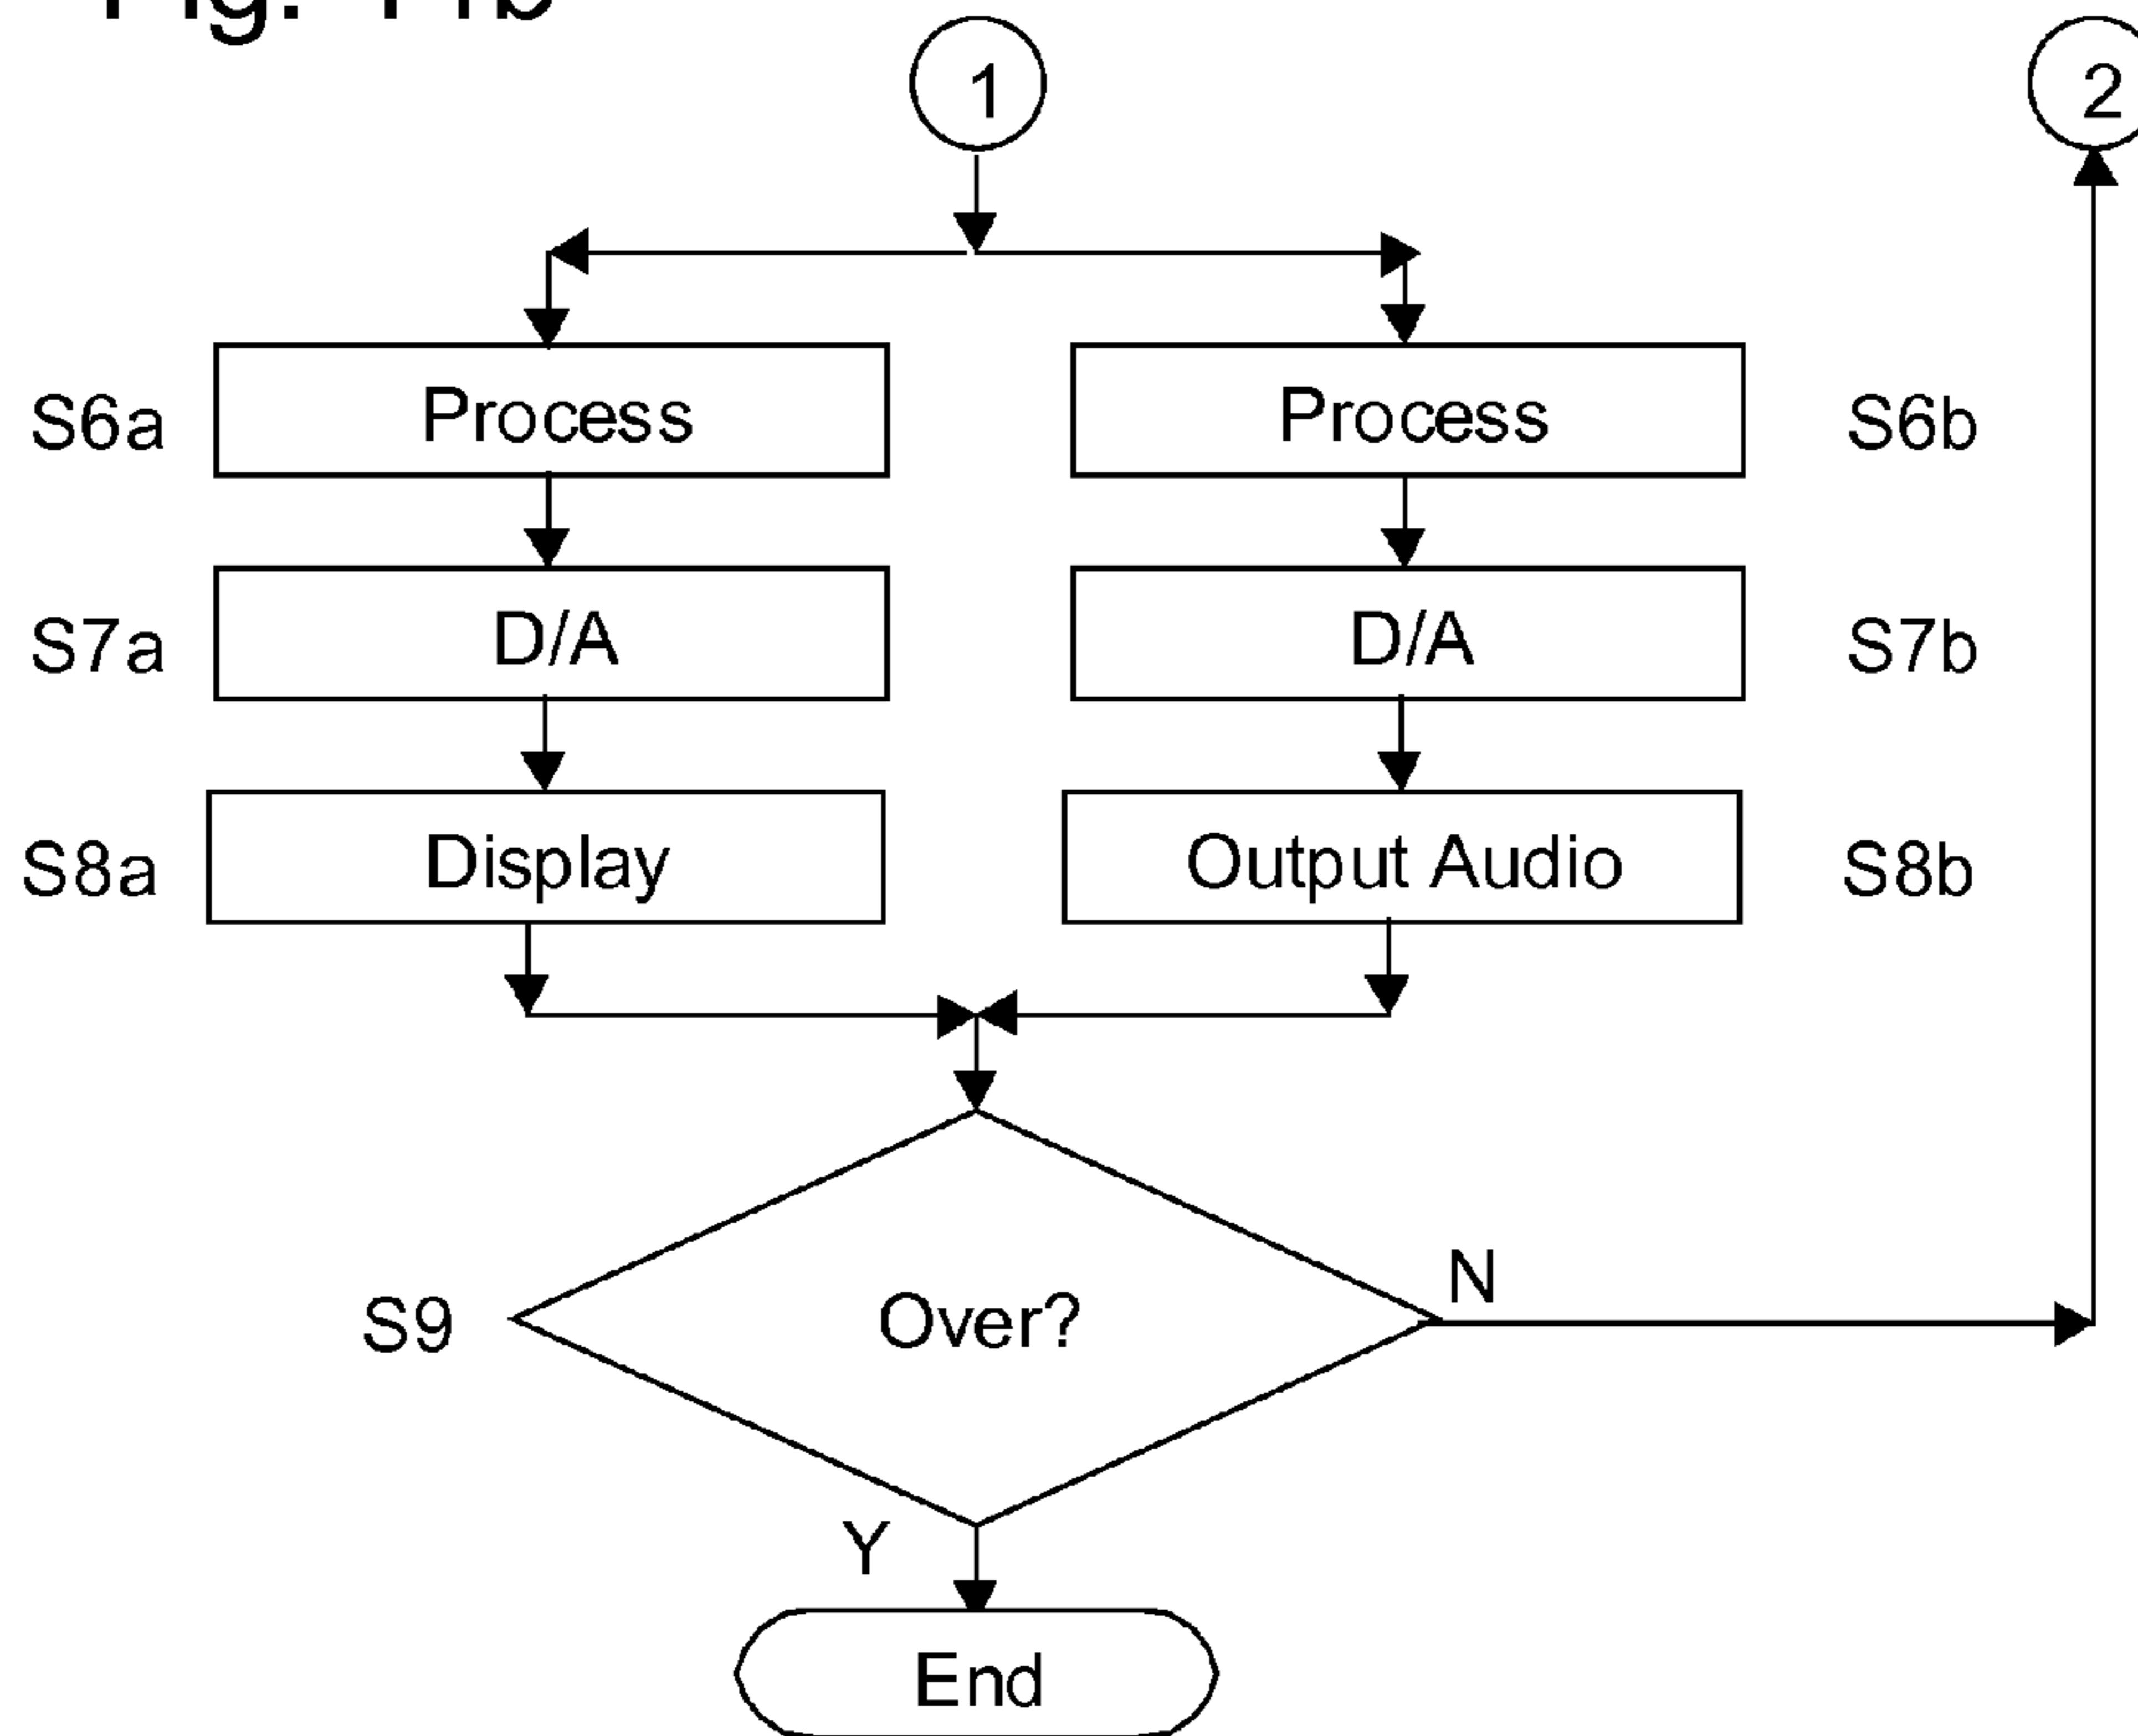 1
2
S6a
Process
Process
S6b
S7a
D/A
D/A
S7b
S8a
Display
Output Audio
S8b
S9
Over?
N
Y
End